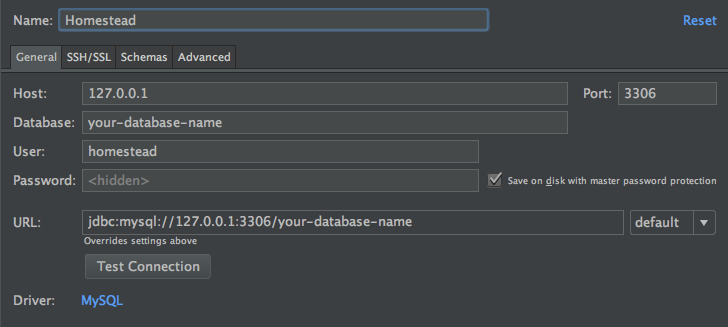 Name: Homestead Reset
General SSH/SSL Schemas Advanced
Host: 127.0.0.1 Port: 3306
Database: your-database-name
User: homestead
Password: <hidden> Save on disk with master password protection
URL: jdbc:mysql://127.0.0.1:3306/your-database-name default
Overrides settings above
Test Connection
Driver: MySQL